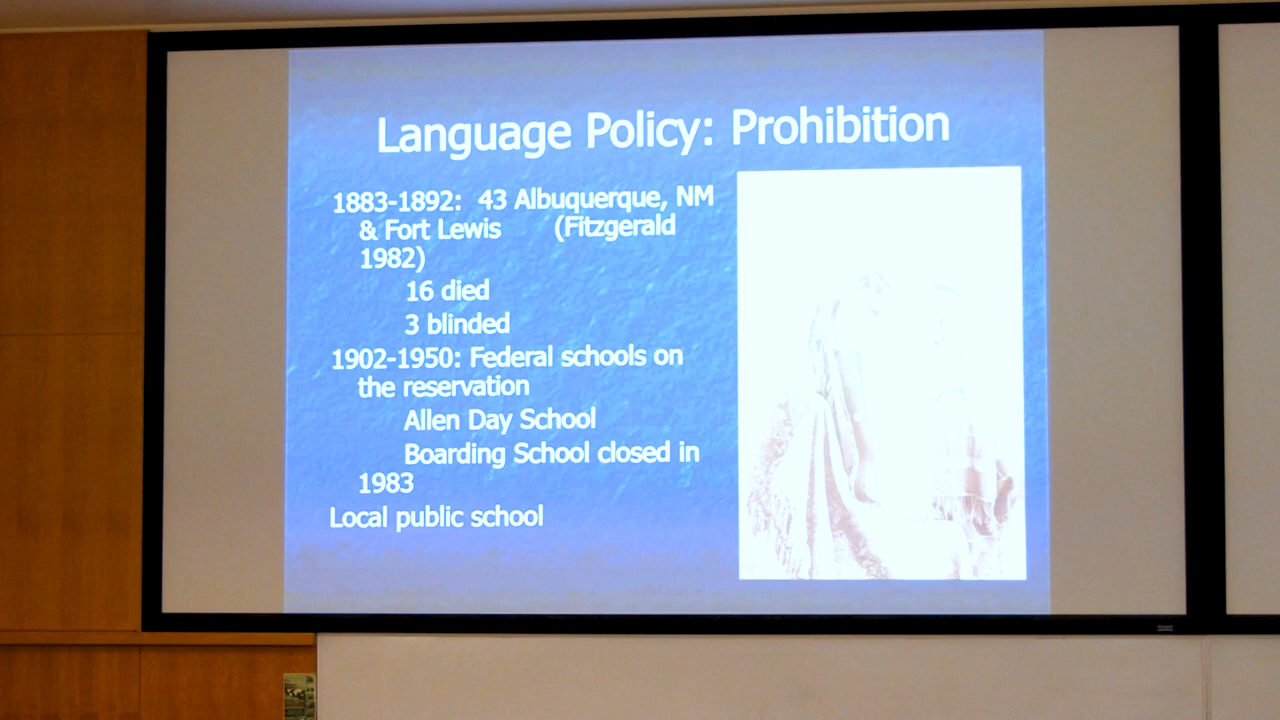 Language Policy: Prohibition
1883-1892: 43 Albuquerque, NM
& Fort Lewis (Fitzgerald
1982)
16 died
3 blinded
1902-1950: Federal schools on
the reservation
Allen Day School
Boarding School closed in
1983
Local public school